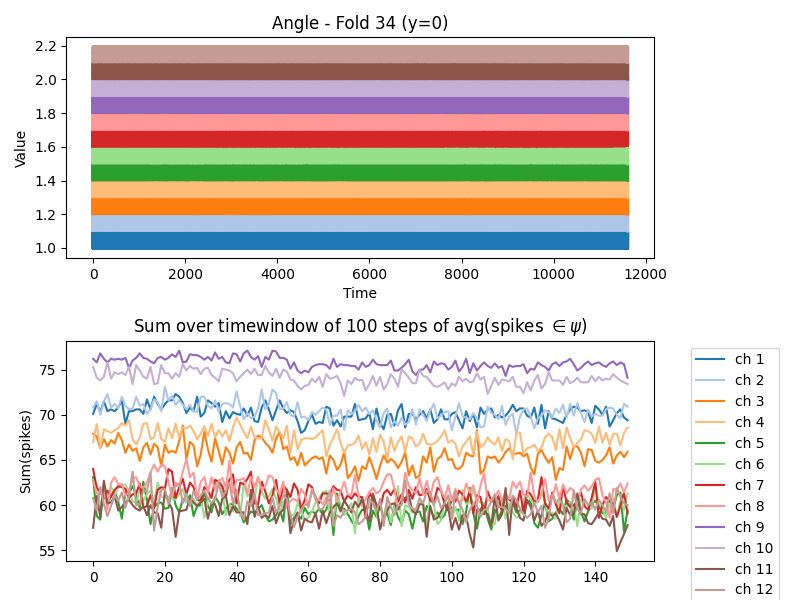 Angle - Fold 34 (y=0)
2.2
2.0
1.8
1.6
1.4
1.2
1.0
Value
0 2000 4000 6000 8000 10000 12000
Time
Sum over timewindow of 100 steps of avg(spikes ∈ ψ)
75
70
65
60
55
Sum(spikes)
0 20 40 60 80 100 120 140
ch 1
ch 2
ch 3
ch 4
ch 5
ch 6
ch 7
ch 8
ch 9
ch 10
ch 11
ch 12